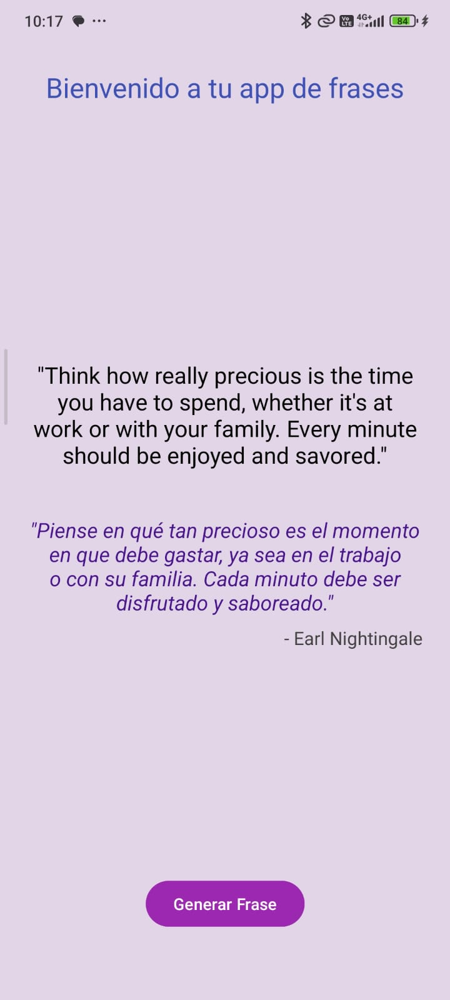 10:17 ...
Vo LTE 4G+ 84
Bienvenido a tu app de frases
"Think how really precious is the time
you have to spend, whether it's at
work or with your family. Every minute
should be enjoyed and savored."
"Piense en qué tan precioso es el momento
en que debe gastar, ya sea en el trabajo
o con su familia. Cada minuto debe ser
disfrutado y saboreado."
- Earl Nightingale
Generar Frase